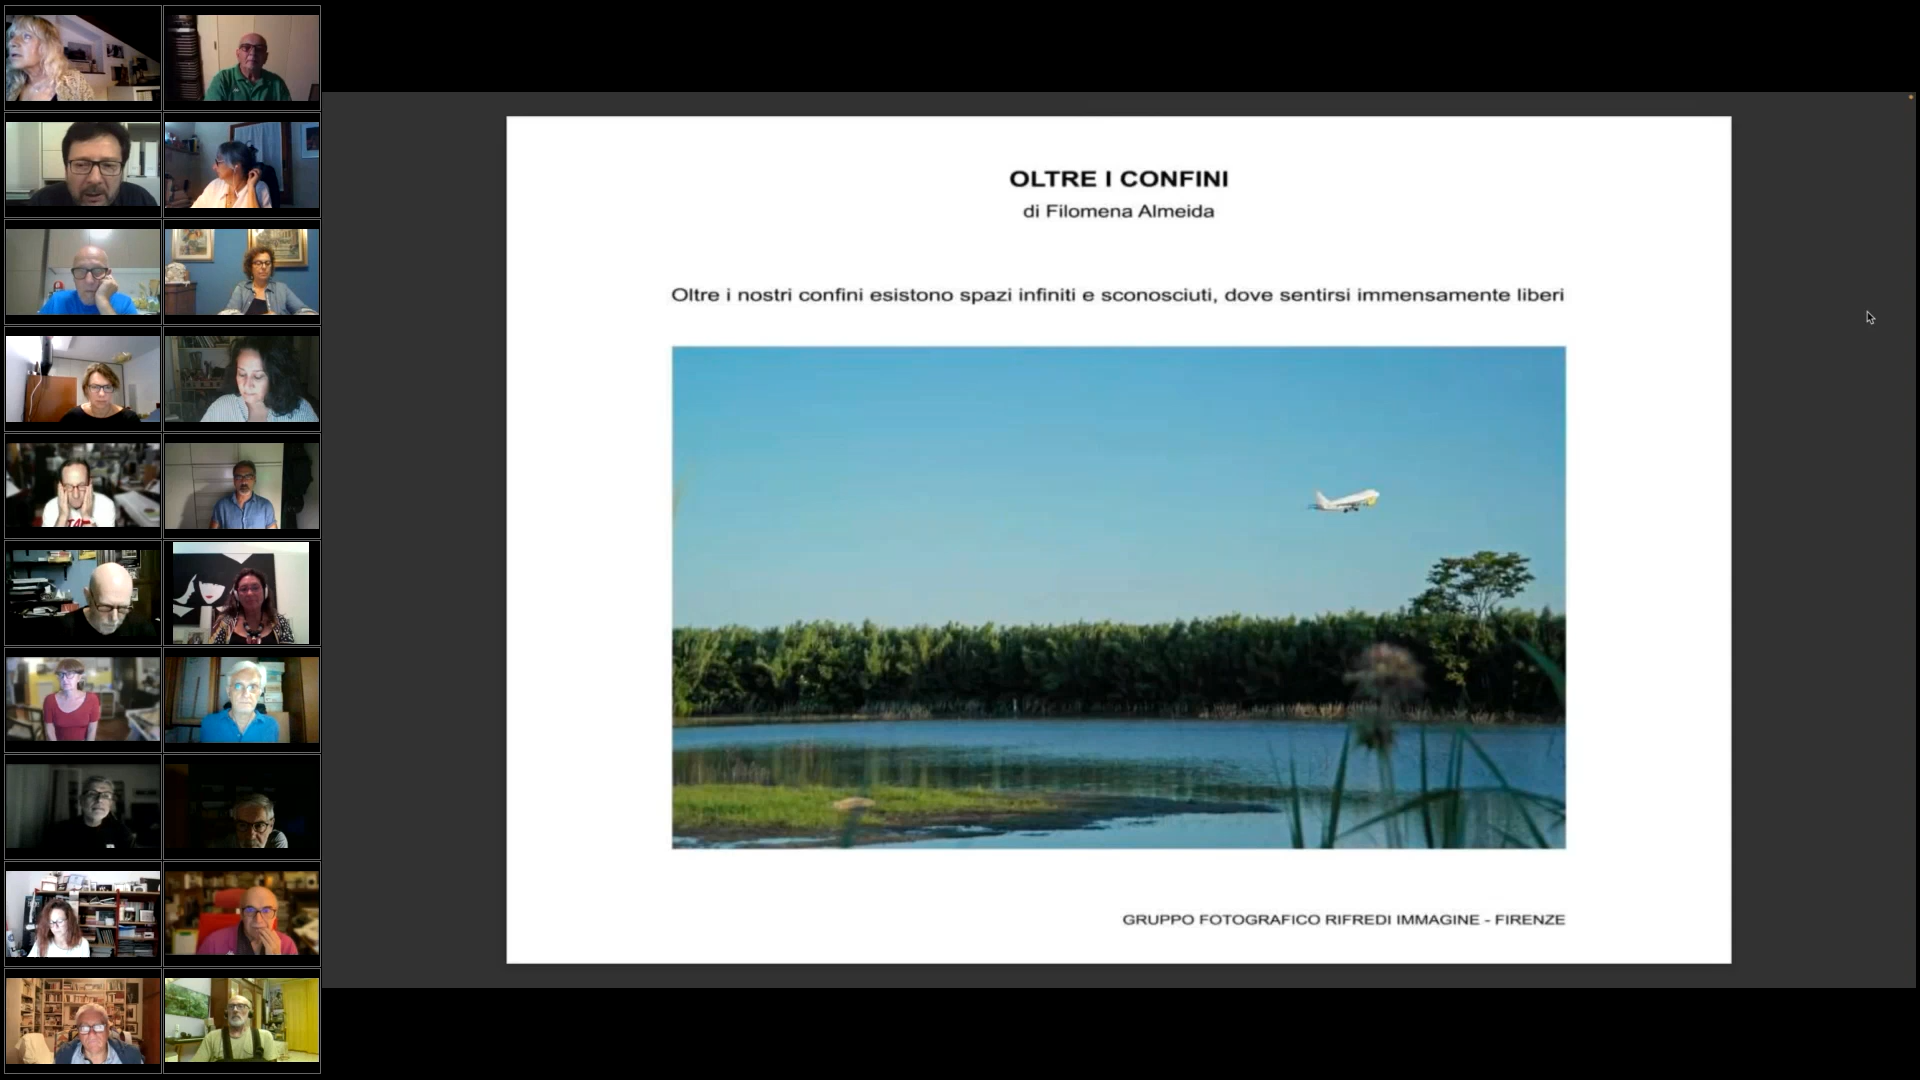 OLTRE I CONFINI
di Filomena Almeida
Oltre i nostri confini esistono spazi infiniti e sconosciuti, dove sentirsi immensamente liberi
GRUPPO FOTOGRAFICO RIFREDI IMMAGINE - FIRENZE